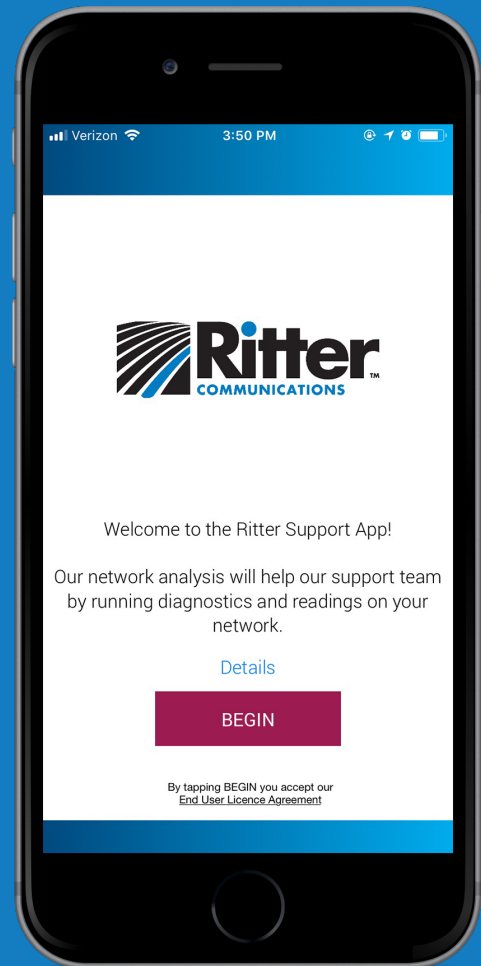 Verizon 3:50 PM
Ritter
COMMUNICATIONS ™
Welcome to the Ritter Support App!
Our network analysis will help our support team
by running diagnostics and readings on your
network.
Details
BEGIN
By tapping BEGIN you accept our
End User Licence Agreement